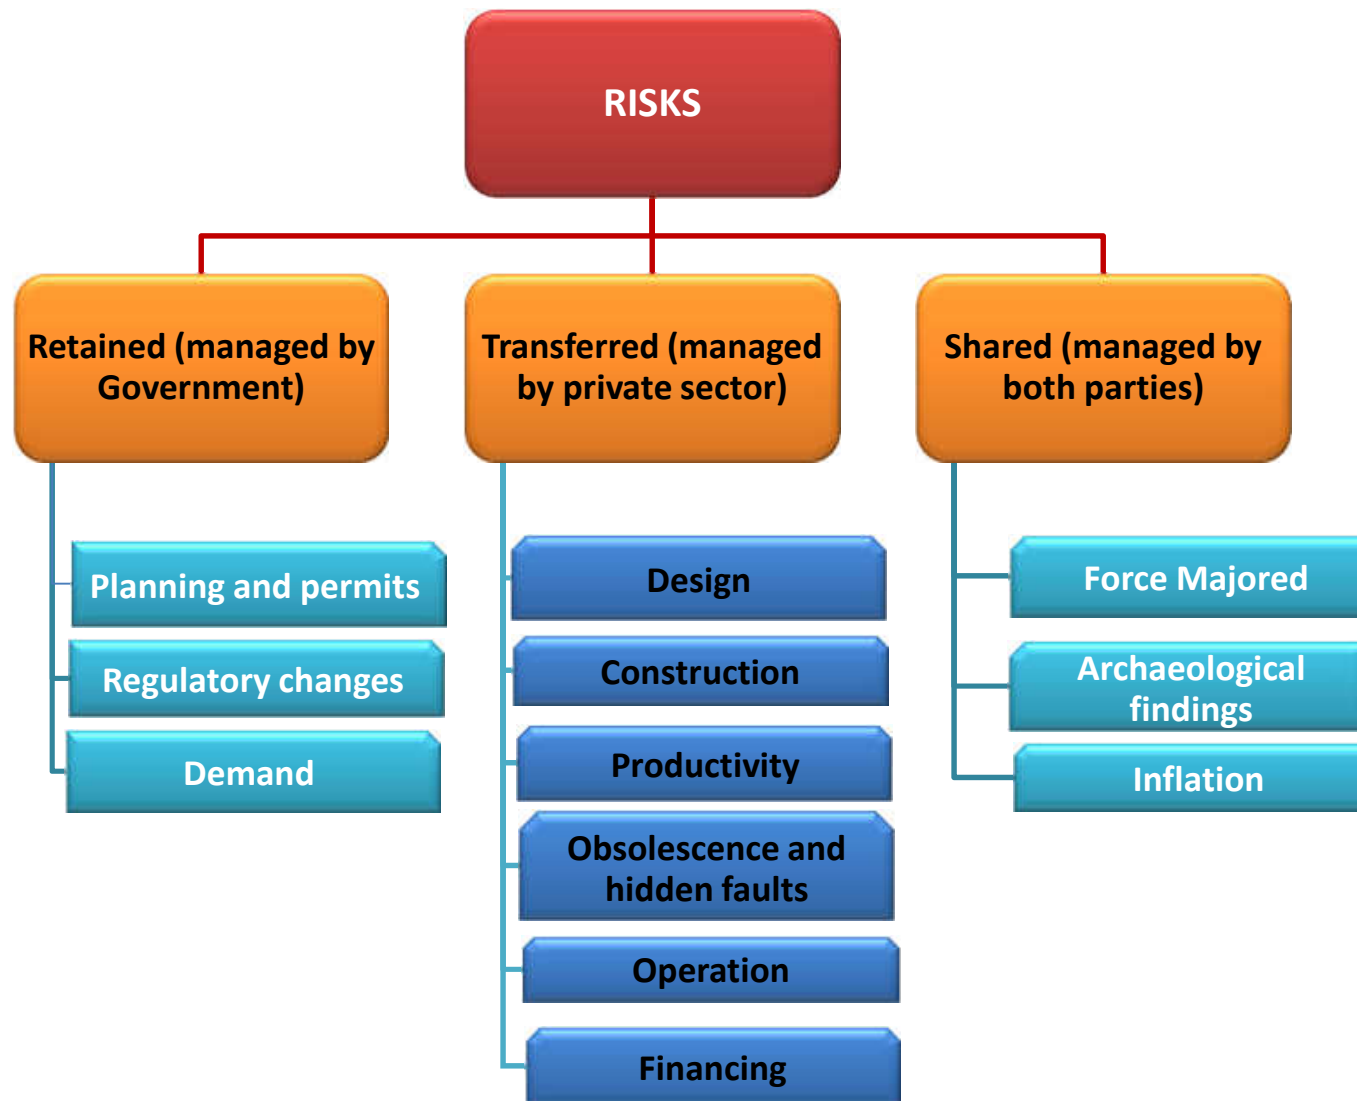 RISKS
Retained (managed by
Government)
Transferred (managed
by private sector)
Shared (managed by
both parties)
Planning and permits
Regulatory changes
Demand
Design
Construction
Productivity
Obsolescence and
hidden faults
Operation
Financing
Force Majored
Archaeological
findings
Inflation